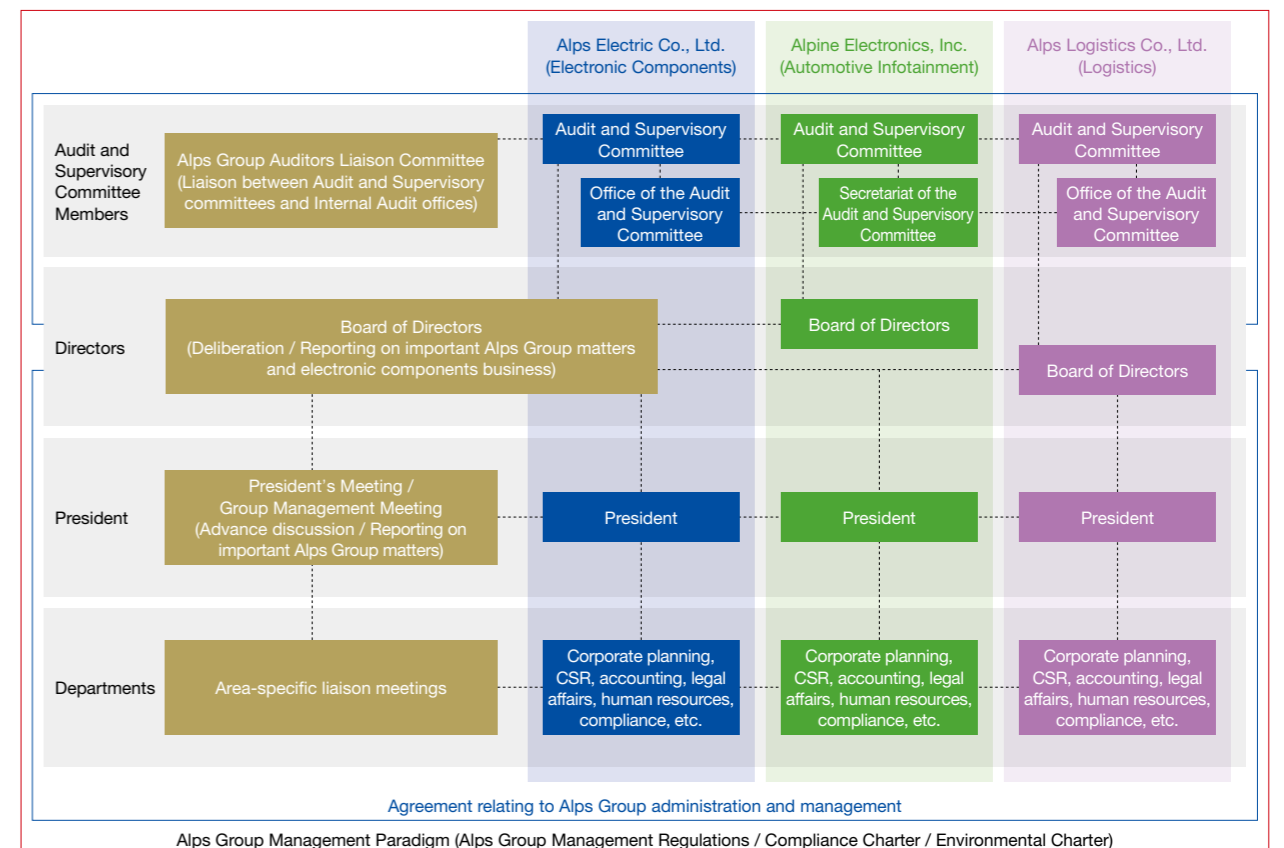 Alps Electric Co., Ltd.
(Electronic Components)
Alpine Electronics, Inc.
(Automotive Infotainment)
Alps Logistics Co., Ltd.
(Logistics)
Audit and
Supervisory
Committee
Members
Alps Group Auditors Liaison Committee
(Liaison between Audit and Supervisory
committees and Internal Audit offices)
Audit and Supervisory
Committee
Audit and Supervisory
Committee
Audit and Supervisory
Committee
Office of the Audit
and Supervisory
Committee
Secretariat of the
Audit and Supervisory
Committee
Office of the Audit
and Supervisory
Committee
Directors
Board of Directors
(Deliberation / Reporting on important Alps Group matters
and electronic components business)
Board of Directors
Board of Directors
President
President's Meeting /
Group Management Meeting
(Advance discussion / Reporting on
important Alps Group matters)
President
President
President
Departments
Area-specific liaison meetings
Corporate planning,
CSR, accounting, legal
affairs, human resources,
compliance, etc.
Corporate planning,
CSR, accounting, legal
affairs, human resources,
compliance, etc.
Corporate planning,
CSR, accounting, legal
affairs, human resources,
compliance, etc.
Agreement relating to Alps Group administration and management
Alps Group Management Paradigm (Alps Group Management Regulations / Compliance Charter / Environmental Charter)